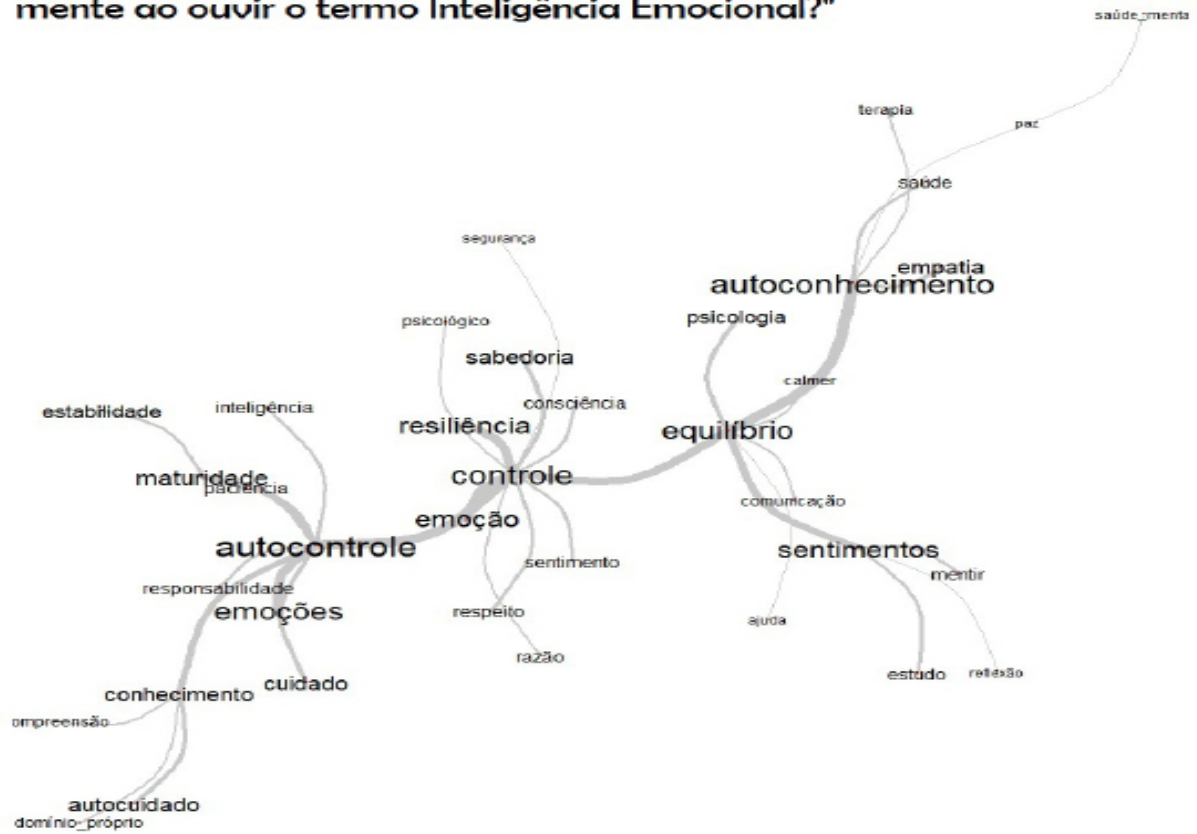 mente ao ouvir o termo Inteligência Emocional?"
saúde_menta
terapia
paz
saúde
segurança
empatia
autoconhecimento
psicologia
psicológico
sabedoria
calmer
consciência
estabilidade
inteligência
resiliência
equilíbrio
controle
maturidade
paciência
comunicação
emoção
autocontrole
sentimentos
sentimento
mentir
responsabilidade
emoções
respeito
ajuda
razão
estudo
reflexão
cuidado
conhecimento
ompreensão
autocuidado
domínio_próprio